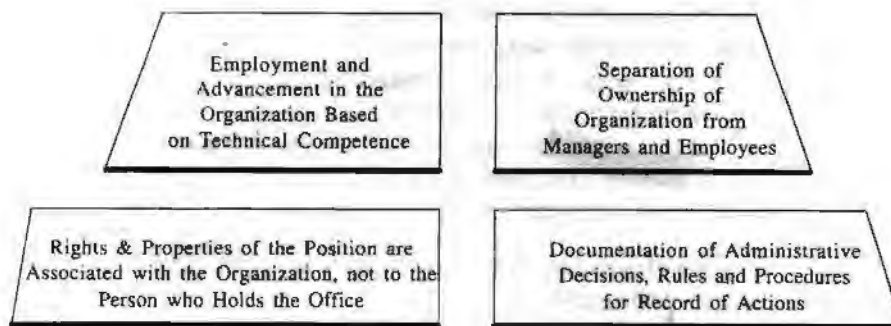 Employment and
Advancement in the
Organization Based
on Technical Competence
Separation of
Ownership of
Organization from
Managers and Employees
Rights & Properties of the Position are
Associated with the Organization, not to the
Person who Holds the Office
Documentation of Administrative
Decisions, Rules and Procedures
for Record of Actions